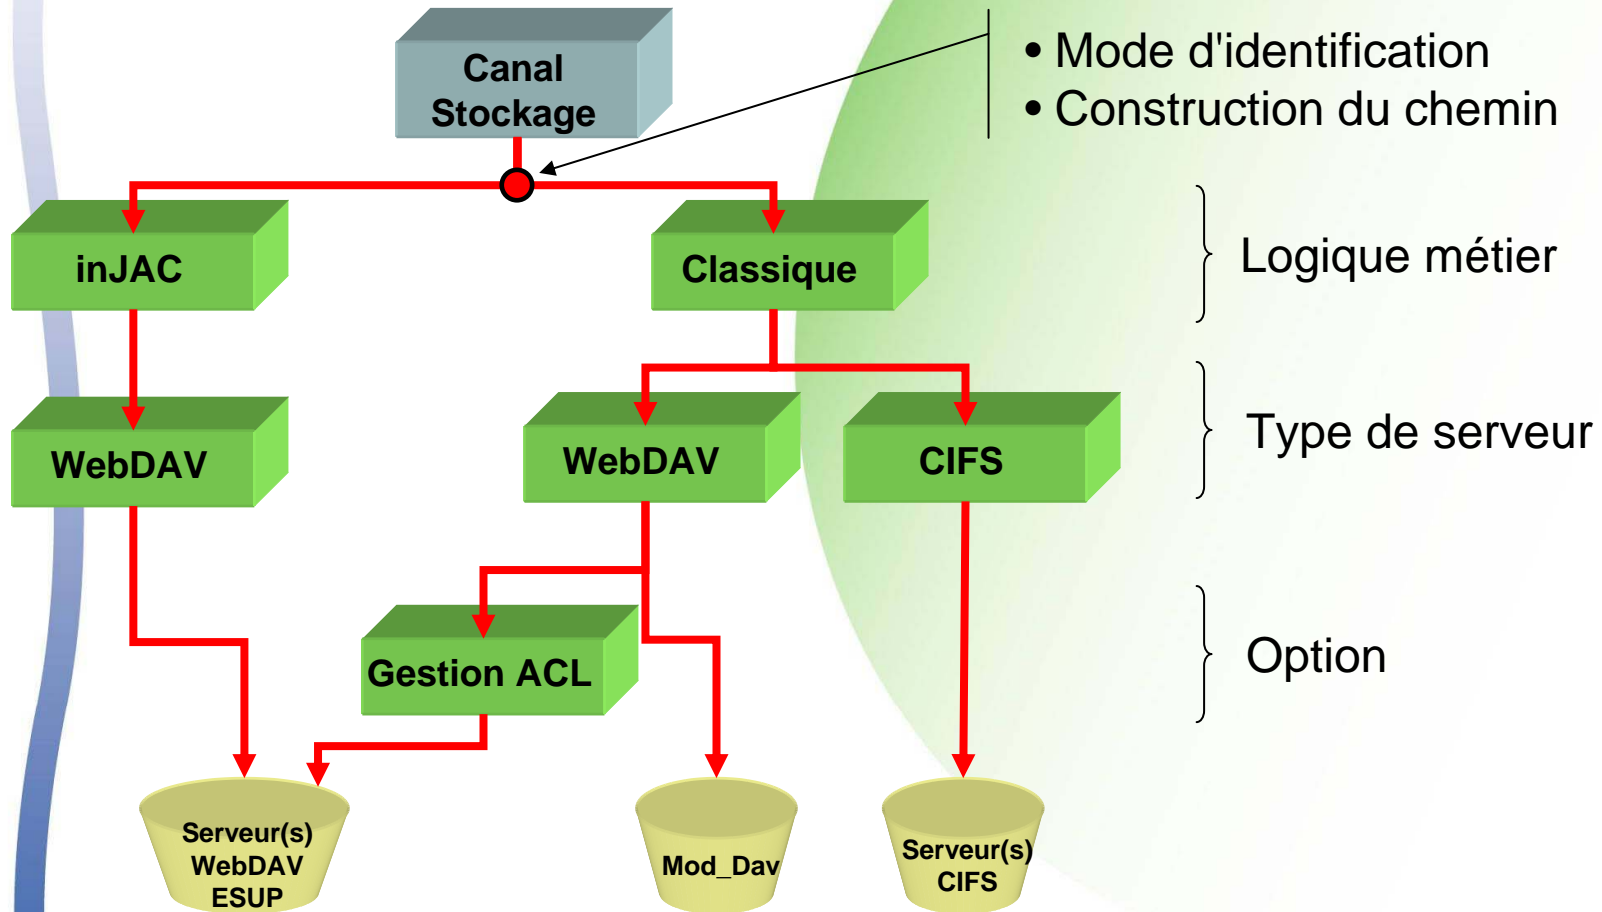 Canal
Stockage
• Mode d'identification
• Construction du chemin
inJAC
Classique
Logique métier
WebDAV
WebDAV
CIFS
Type de serveur
Gestion ACL
Option
Serveur(s)
WebDAV
ESUP
Mod_Dav
Serveur(s)
CIFS